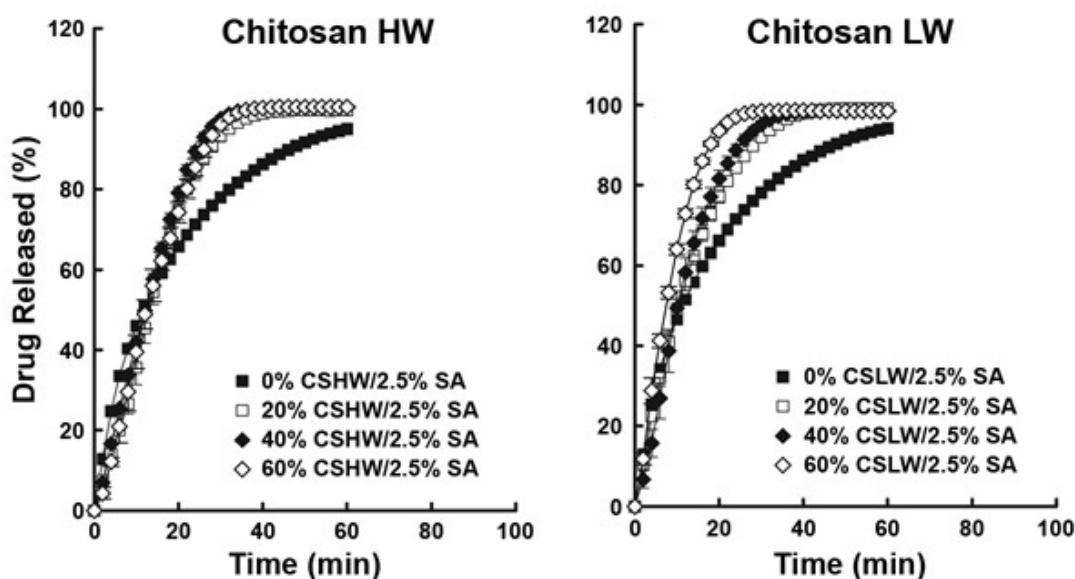 Chitosan HW
Drug Released (%)
120
100
80
60
40
20
0
0% CSHW/2.5% SA
20% CSHW/2.5% SA
40% CSHW/2.5% SA
60% CSHW/2.5% SA
0 20 40 60 80 100
Time (min)
Chitosan LW
120
100
80
60
40
20
0
0% CSLW/2.5% SA
20% CSLW/2.5% SA
40% CSLW/2.5% SA
60% CSLW/2.5% SA
0 20 40 60 80 100
Time (min)